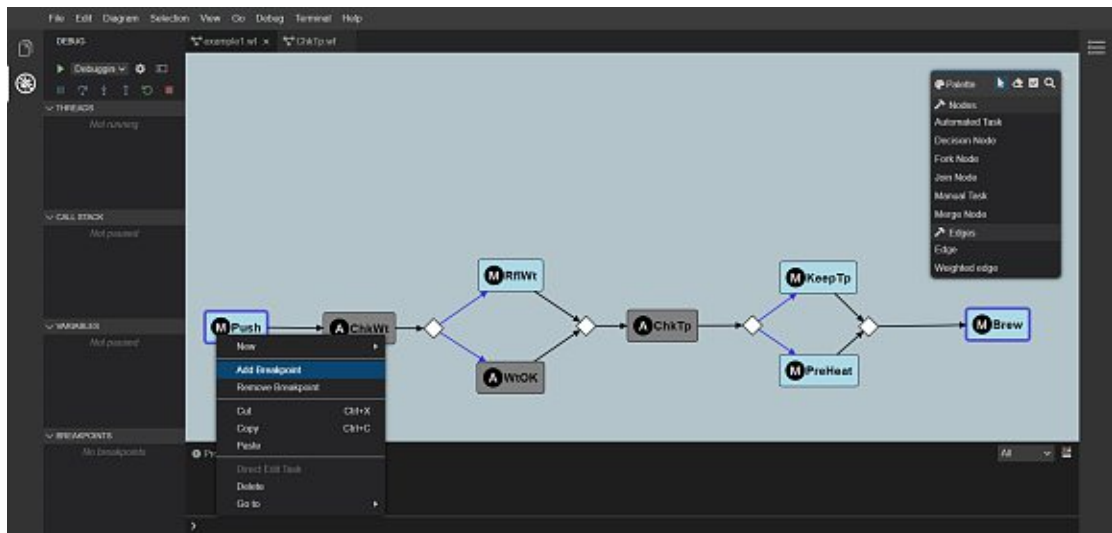 File Edit Diagram Selection View Go Debug Terminal Help
DEBUG
example1.wf × ChkTp.wf
Debuggin
THREADS
Not running
CALL STACK
Not paused
VARIABLES
Not paused
BREAKPOINTS
No breakpoints
Palette
Nodes
Automated Task
Decision Node
Fork Node
Join Node
Manual Task
Merge Node
Edges
Edge
Weighted edge
M RflWt
M KeepTp
M Push
A ChkWt
A ChkTp
M Brew
A WtOK
M PreHeat
New
Add Breakpoint
Remove Breakpoint
Cut Ctrl+X
Copy Ctrl+C
Paste
Direct Edit Task
Delete
Go to
Pr
All